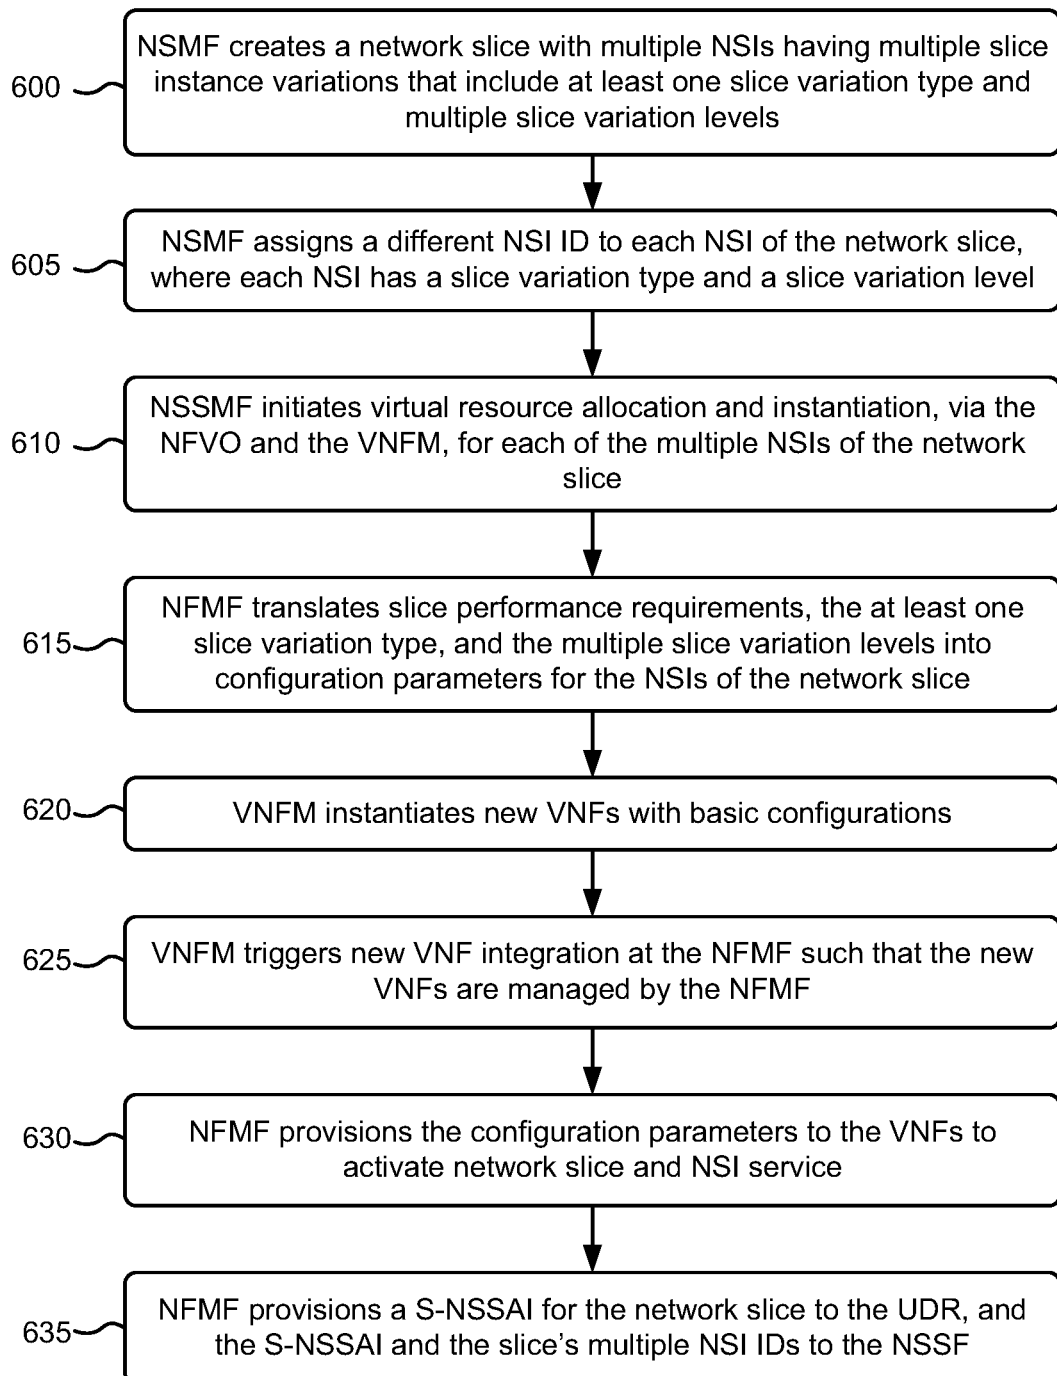 NSMF creates a network slice with multiple NSIs having multiple slice
instance variations that include at least one slice variation type and
multiple slice variation levels
600
NSMF assigns a different NSI ID to each NSI of the network slice,
where each NSI has a slice variation type and a slice variation level
605
NSSMF initiates virtual resource allocation and instantiation, via the
NFVO and the VNFM, for each of the multiple NSIs of the network
slice
610
NFMF translates slice performance requirements, the at least one
slice variation type, and the multiple slice variation levels into
configuration parameters for the NSIs of the network slice
615
VNFM instantiates new VNFs with basic configurations
620
VNFM triggers new VNF integration at the NFMF such that the new
VNFs are managed by the NFMF
625
NFMF provisions the configuration parameters to the VNFs to
activate network slice and NSI service
630
NFMF provisions a S-NSSAI for the network slice to the UDR, and
the S-NSSAI and the slice's multiple NSI IDs to the NSSF
635